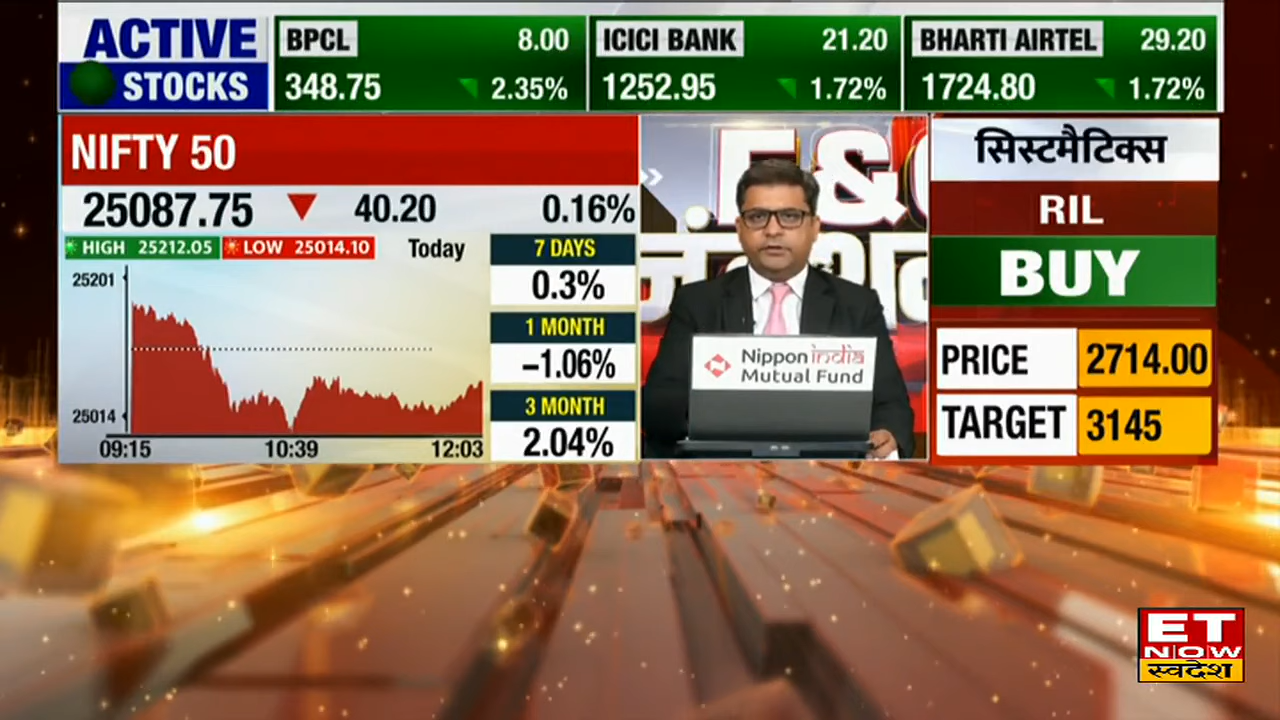 ACTIVE
STOCKS
BPCL 8.00
348.75 2.35%
ICICI BANK 21.20
1252.95 1.72%
BHARTI AIRTEL 29.20
1724.80 1.72%
NIFTY 50
25087.75 40.20 0.16%
HIGH 25212.05 LOW 25014.10 Today
25201
25014
09:15 10:39 12:03
7 DAYS
0.3%
1 MONTH
–1.06%
3 MONTH
2.04%
F&
Nippon india
Mutual Fund
सिस्टमैटिक्स
RIL
BUY
PRICE 2714.00
TARGET 3145
ET
NOW
स्वदेश